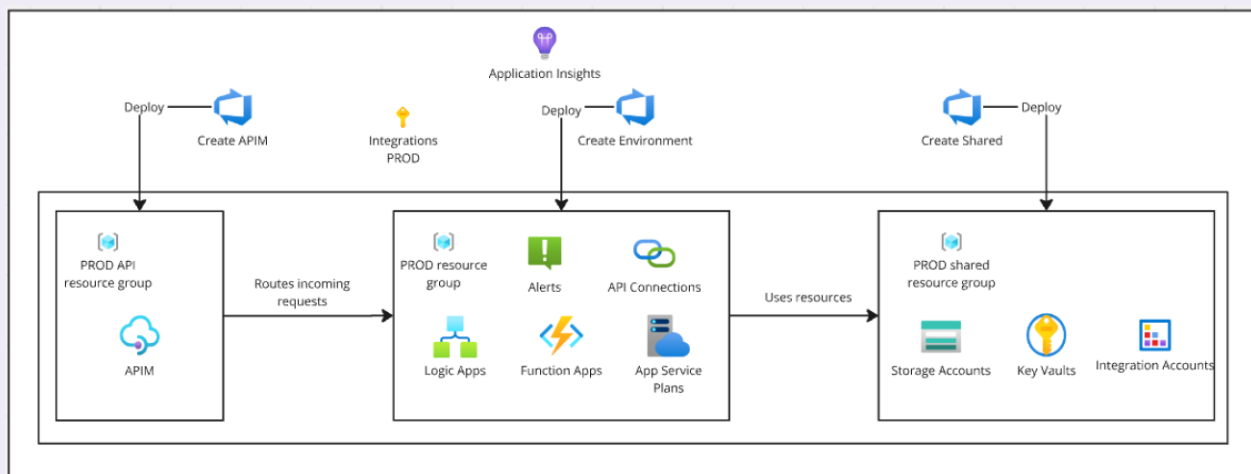 Application Insights
Deploy
Create APIM
Integrations
PROD
Deploy
Create Environment
Create Shared
Deploy
PROD API
resource group
APIM
Routes incoming
requests
PROD resource
group
Alerts
API Connections
Logic Apps
Function Apps
App Service
Plans
Uses resources
PROD shared
resource group
Storage Accounts
Key Vaults
Integration Accounts